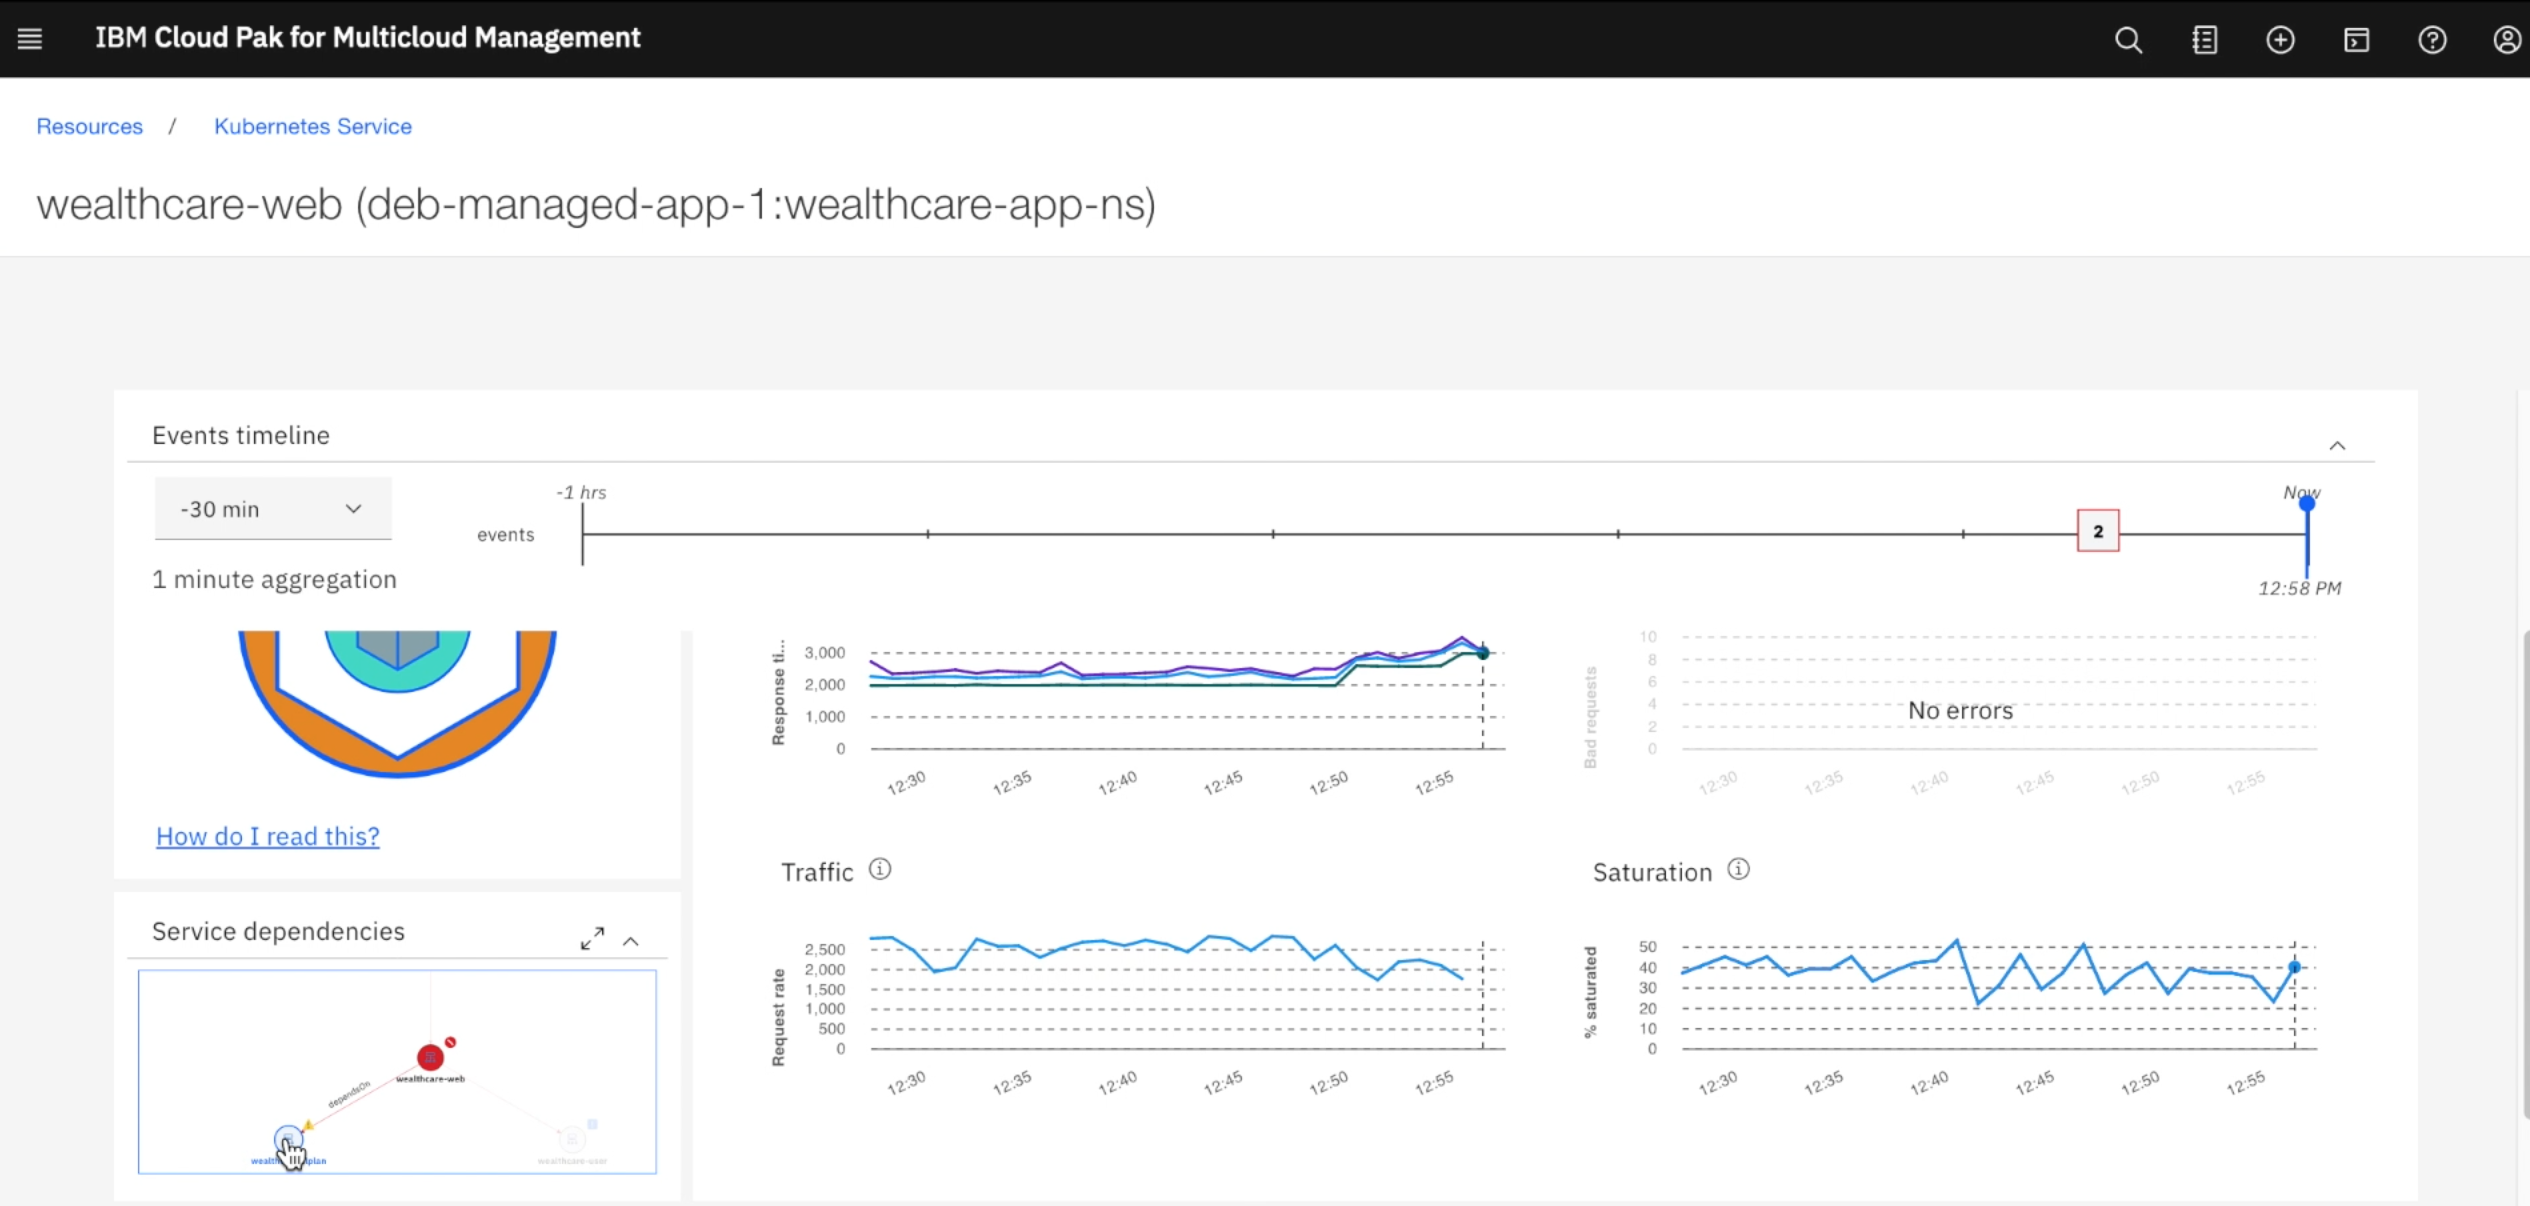 IBM Cloud Pak for Multicloud Management
Resources / Kubernetes Service
wealthcare-web (deb-managed-app-1:wealthcare-app-ns)
Events timeline
-30 min
1 minute aggregation
events
-1 hrs
2
Now
12:58 PM
How do I read this?
Response ti...
3,000
2,000
1,000
0
12:30 12:35 12:40 12:45 12:50 12:55
Bad requests
10
8
6
4
2
0
No errors
12:30 12:35 12:40 12:45 12:50 12:55
Service dependencies
wealthcare-web
dependsOn
plan
wealthcare-user
Traffic
Request rate
2,500
2,000
1,500
1,000
500
0
12:30 12:35 12:40 12:45 12:50 12:55
Saturation
% saturated
50
40
30
20
10
0
12:30 12:35 12:40 12:45 12:50 12:55